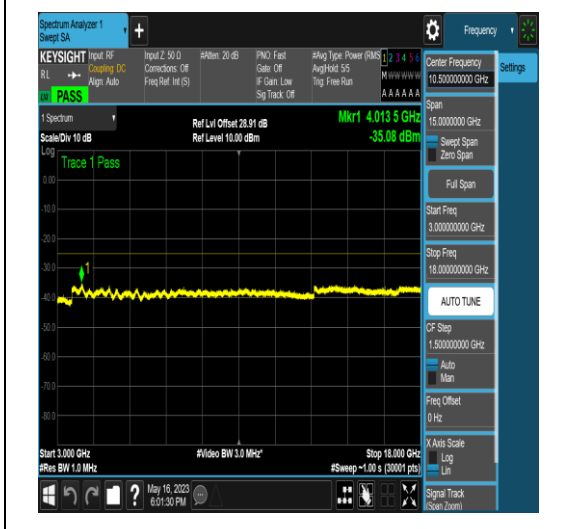 Spectrum Analyzer 1
Swept SA
+
Frequency
KEYSIGHT
RL
PASS
Input: RF
Coupling: DC
Align: Auto
Input Z: 50 Ω
Corrections: Off
Freq Ref: Int (S)
#Atten: 20 dB
PNO: Fast
Gate: Off
IF Gain: Low
Sig Track: Off
#Avg Type: Power (RMS
Avg|Hold: 5/5
Trig: Free Run
1 2 3 4 5 6
M W W W W W
A A A A A A
1 Spectrum
Scale/Div 10 dB
Ref Lvl Offset 28.91 dB
Ref Level 10.00 dBm
Mkr1 4.013 5 GHz
-35.08 dBm
Log
Trace 1 Pass
0.00
-10.0
-20.0
-30.0
1
-40.0
-50.0
-60.0
-70.0
-80.0
Start 3.000 GHz
#Res BW 1.0 MHz
#Video BW 3.0 MHz*
Stop 18.000 GHz
#Sweep ~1.00 s (30001 pts)
?
May 16, 2023
6:01:30 PM
Center Frequency
10.500000000 GHz
Settings
Span
15.0000000 GHz
Swept Span
Zero Span
Full Span
Start Freq
3.000000000 GHz
Stop Freq
18.000000000 GHz
AUTO TUNE
CF Step
1.500000000 GHz
Auto
Man
Freq Offset
0 Hz
X Axis Scale
Log
Lin
Signal Track
(Span Zoom)